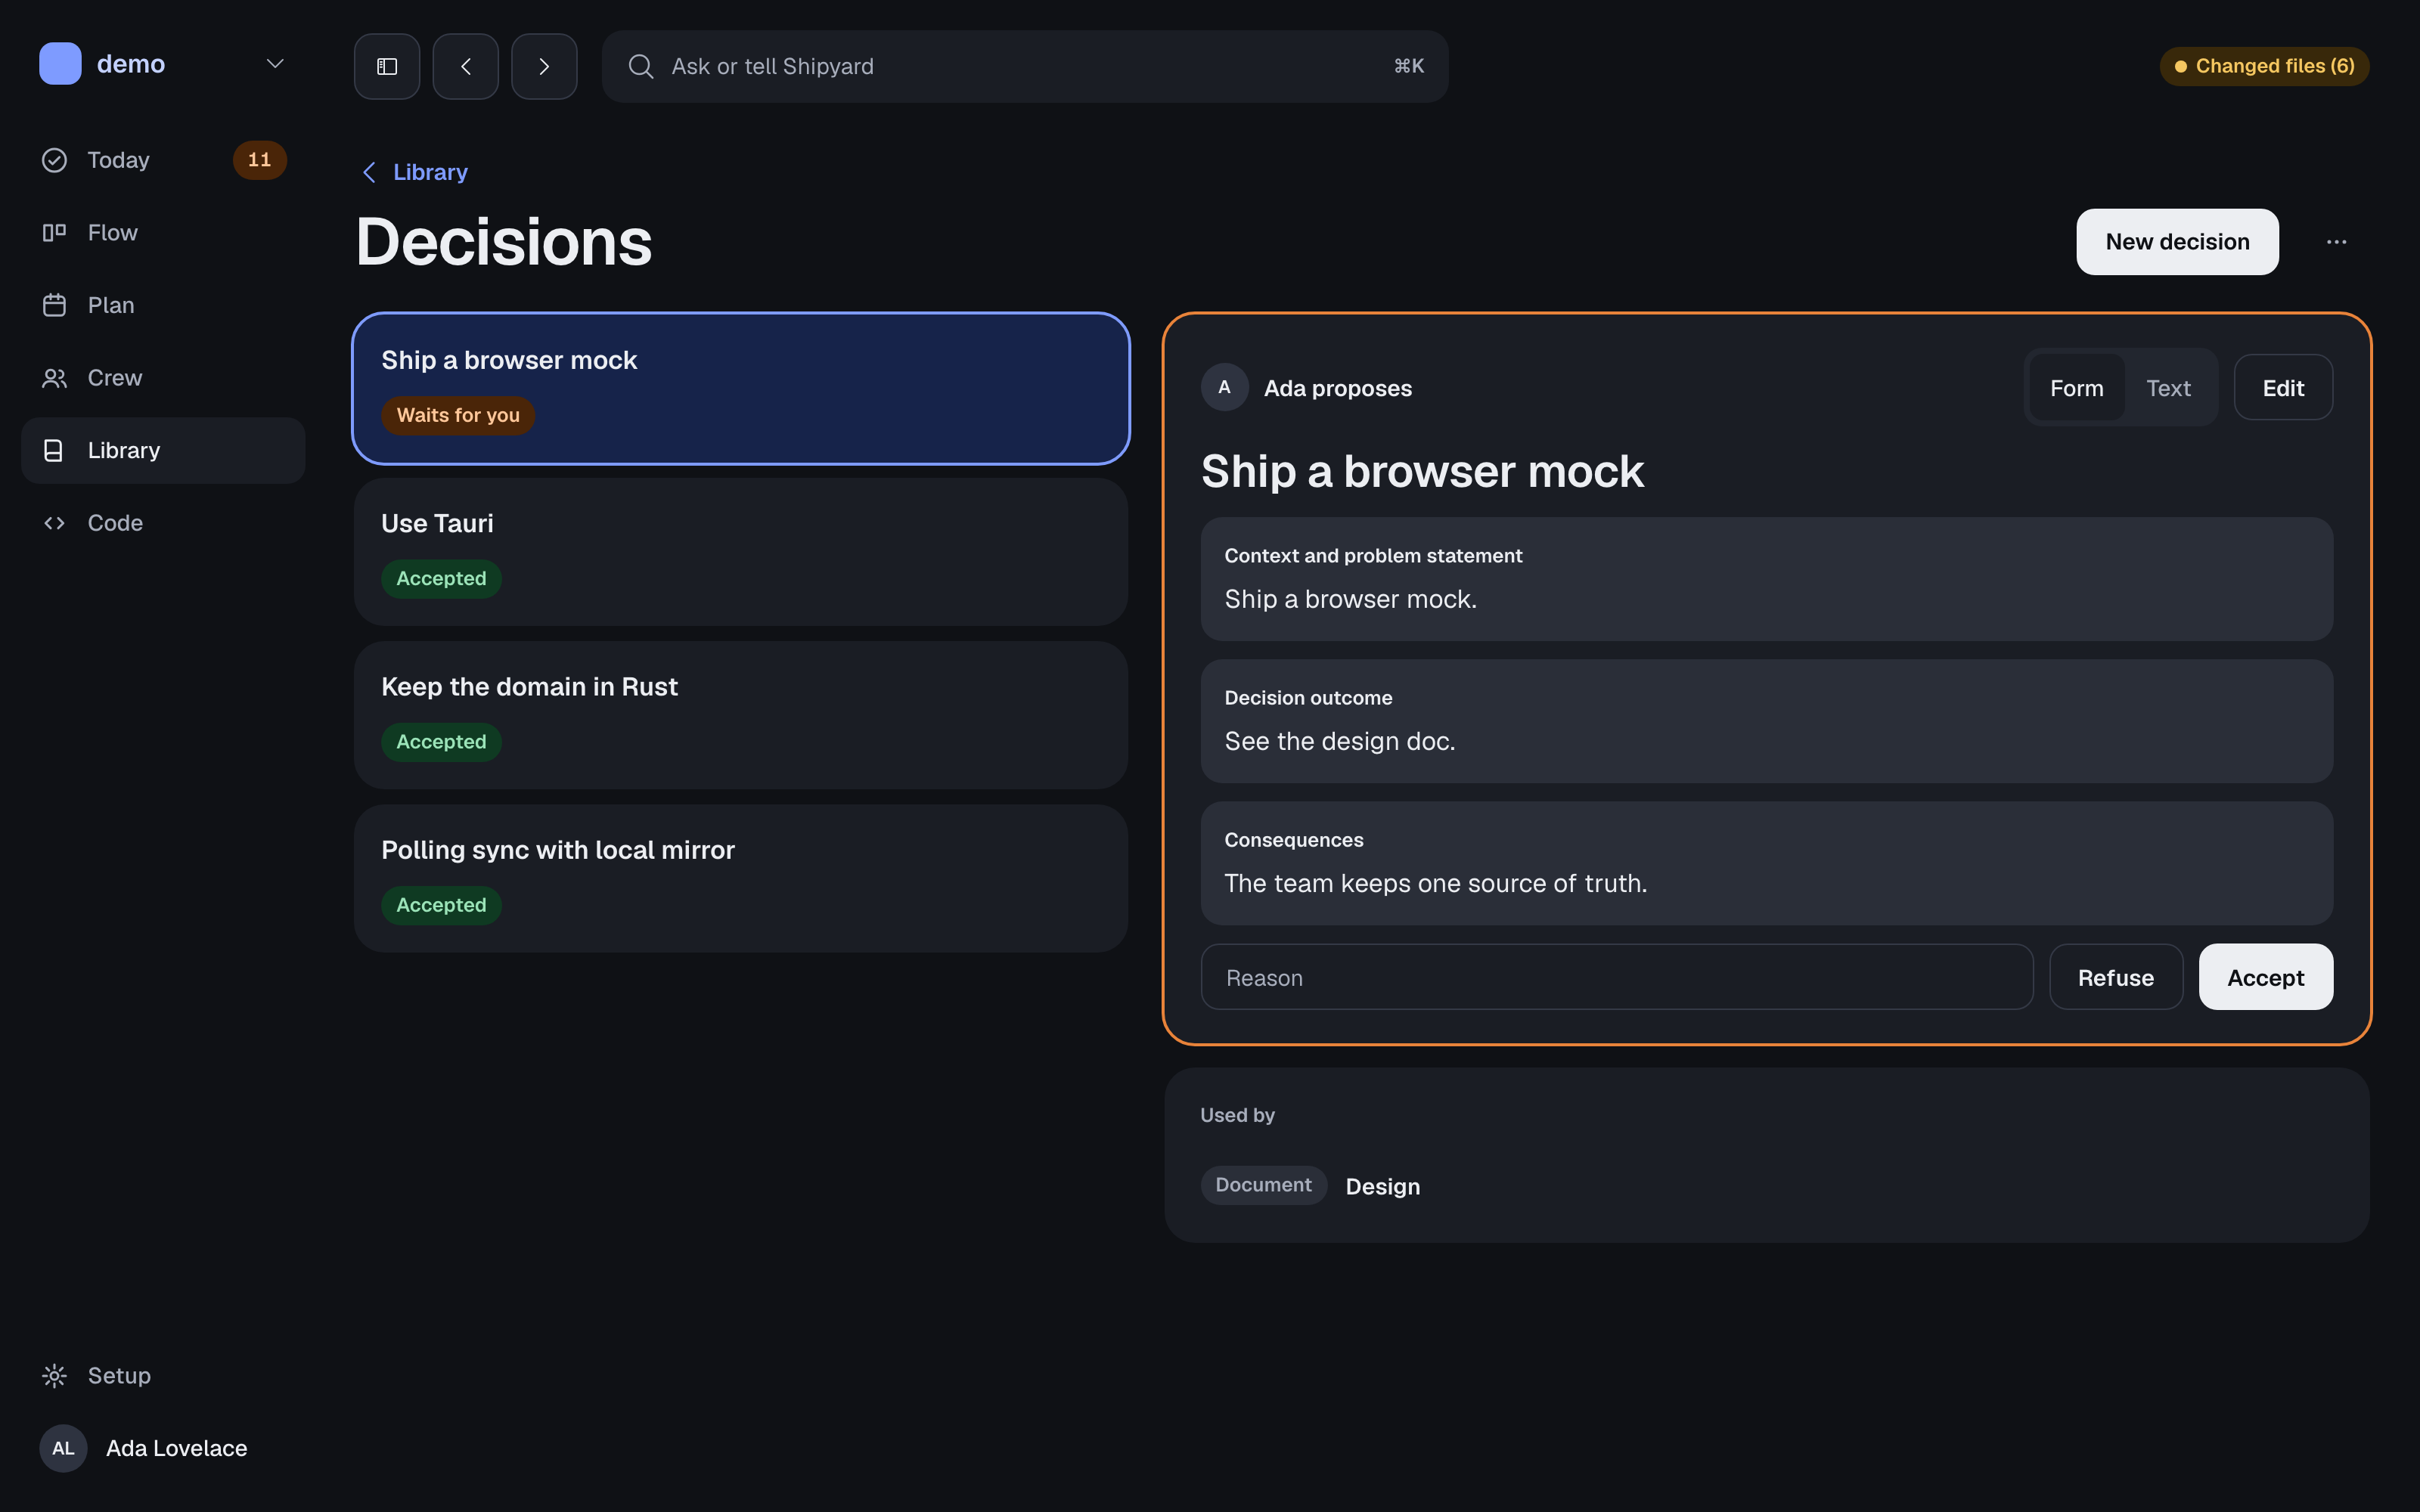 demo
Ask or tell Shipyard
⌘K
Changed files (6)
Today
11
Flow
Plan
Crew
Library
Code
Library
Decisions
New decision
Ship a browser mock
Waits for you
Use Tauri
Accepted
Keep the domain in Rust
Accepted
Polling sync with local mirror
Accepted
A
Ada proposes
Form
Text
Edit
Ship a browser mock
Context and problem statement
Ship a browser mock.
Decision outcome
See the design doc.
Consequences
The team keeps one source of truth.
Reason
Refuse
Accept
Used by
Document
Design
Setup
AL
Ada Lovelace